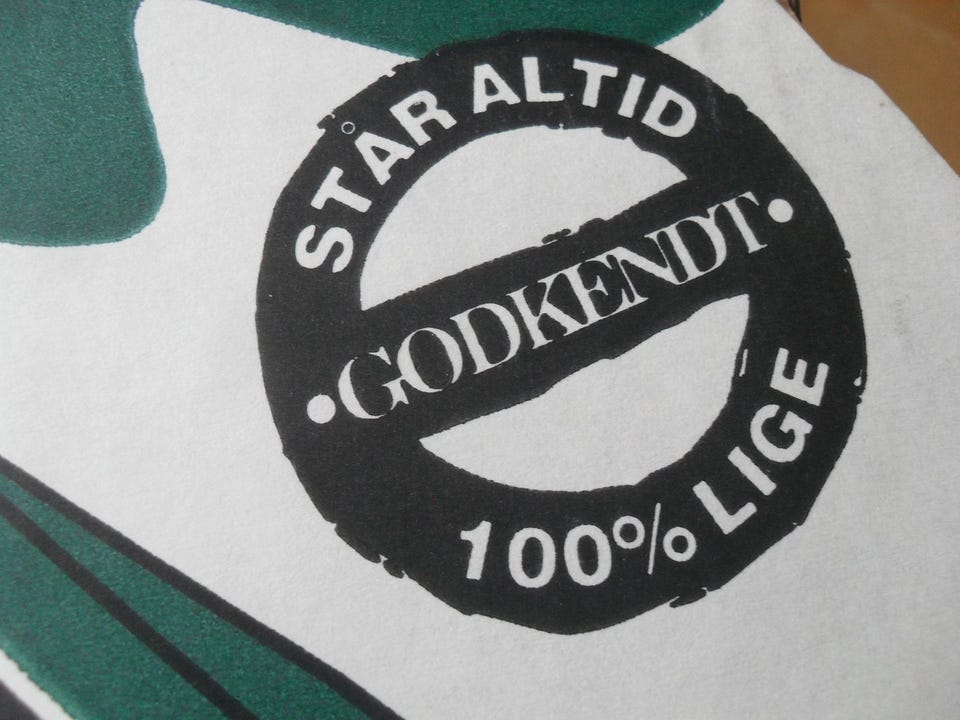 STÅR ALTID
•GODKENDT•
100% LIGE